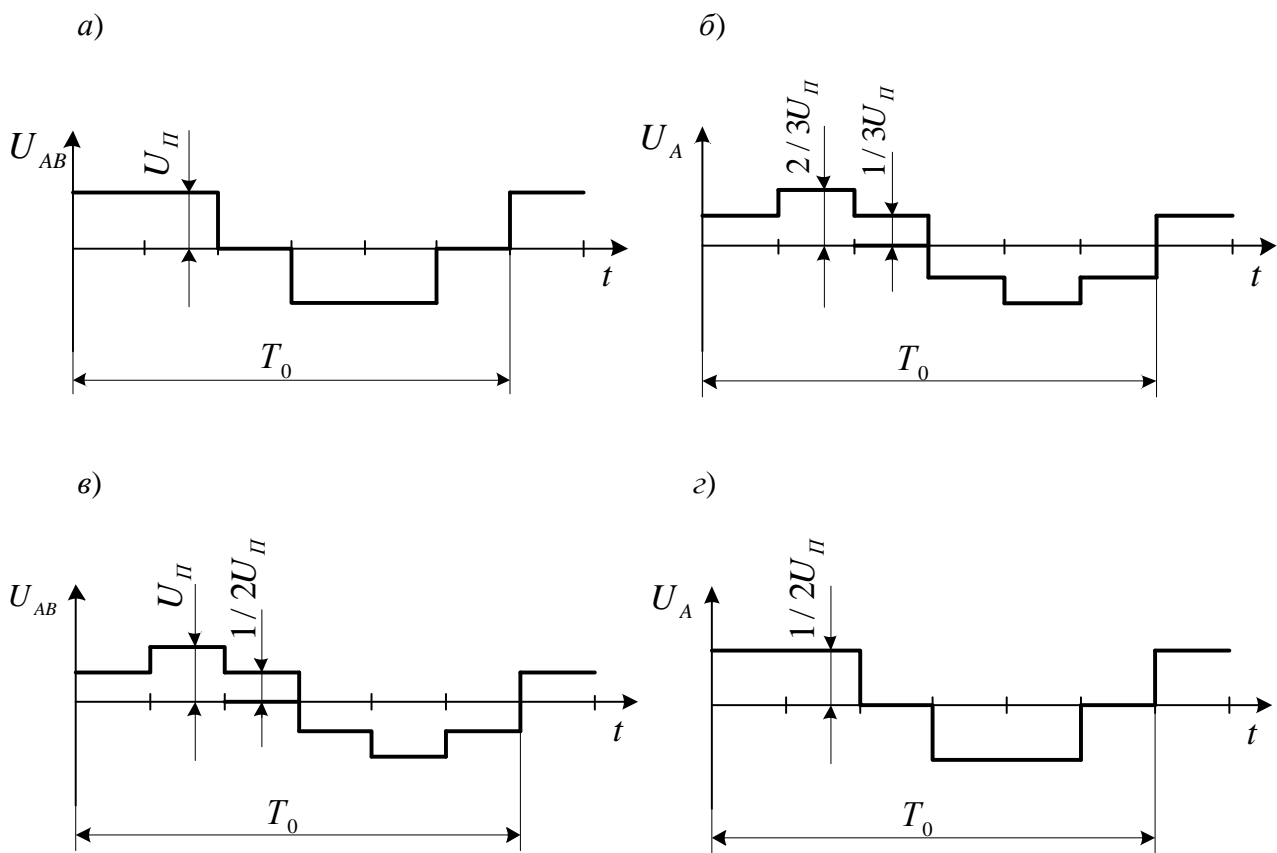 а)
U_AB
U_П
t
T_0
б)
U_A
2/3U_П
1/3U_П
t
T_0
в)
U_AB
U_П
1/2U_П
t
T_0
г)
U_A
1/2U_П
t
T_0